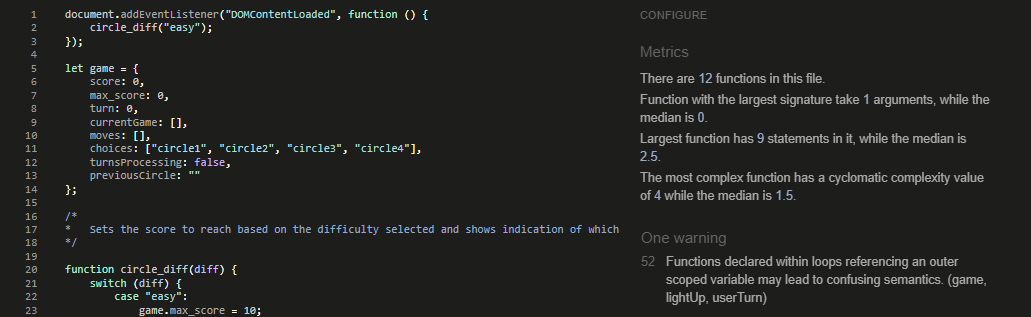 1 document.addEventListener("DOMContentLoaded", function () {
2 circle_diff("easy");
3 });
4
5 let game = {
6 score: 0,
7 max_score: 0,
8 turn: 0,
9 currentGame: [],
10 moves: [],
11 choices: ["circle1", "circle2", "circle3", "circle4"],
12 turnsProcessing: false,
13 previousCircle: ""
14 };
15
16 /*
17 * Sets the score to reach based on the difficulty selected and shows indication of which
18 */
19
20 function circle_diff(diff) {
21 switch (diff) {
22 case "easy":
23 game.max_score = 10;
CONFIGURE
Metrics
There are 12 functions in this file.
Function with the largest signature take 1 arguments, while the
median is 0.
Largest function has 9 statements in it, while the median is
2.5.
The most complex function has a cyclomatic complexity value
of 4 while the median is 1.5.
One warning
52 Functions declared within loops referencing an outer
scoped variable may lead to confusing semantics. (game,
lightUp, userTurn)